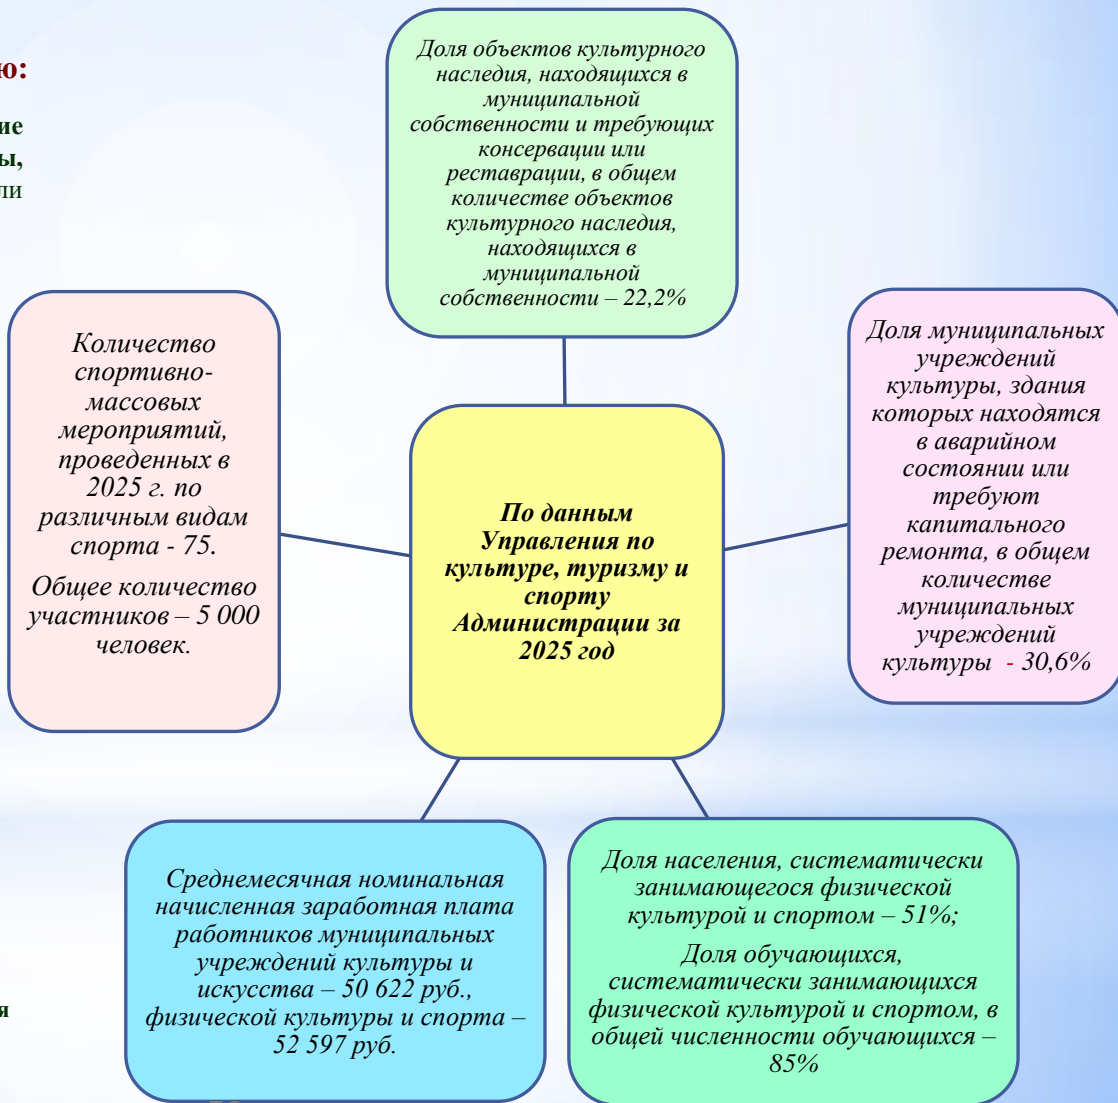 ю:
ие
ы,
ли
Доля объектов культурного
наследия, находящихся в
муниципальной
собственности и требующих
консервации или
реставрации, в общем
количестве объектов
культурного наследия,
находящихся в
муниципальной
собственности – 22,2%
Количество
спортивно-
массовых
мероприятий,
проведенных в
2025 г. по
различным видам
спорта - 75.
Общее количество
участников – 5 000
человек.
По данным
Управления по
культуре, туризму и
спорту
Администрации за
2025 год
Доля муниципальных
учреждений
культуры, здания
которых находятся
в аварийном
состоянии или
требуют
капитального
ремонта, в общем
количестве
муниципальных
учреждений
культуры - 30,6%
Среднемесячная номинальная
начисленная заработная плата
работников муниципальных
учреждений культуры и
искусства – 50 622 руб.,
физической культуры и спорта –
52 597 руб.
Доля населения, систематически
занимающегося физической
культурой и спортом – 51%;
Доля обучающихся,
систематически занимающихся
физической культурой и спортом, в
общей численности обучающихся –
85%
я